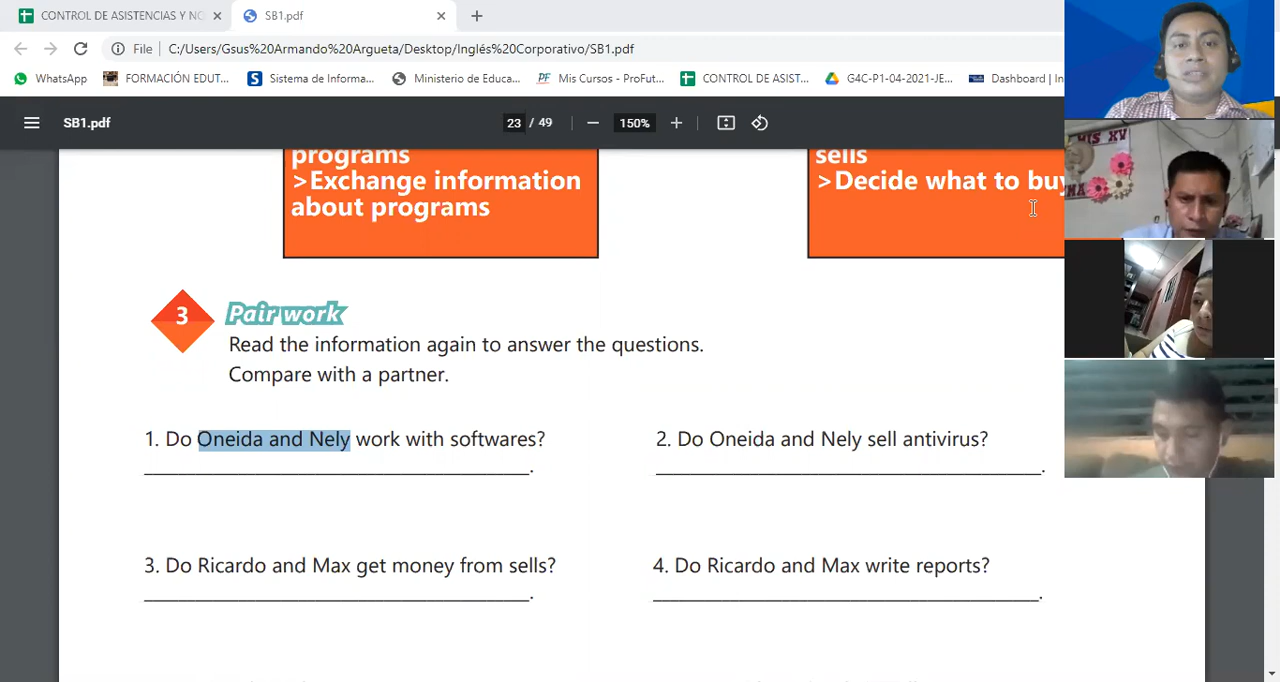 CONTROL DE ASISTENCIAS Y NO
SB1.pdf
File
C:/Users/Gsus%20Armando%20Argueta/Desktop/Inglés%20Corporativo/SB1.pdf
WhatsApp
FORMACIÓN EDUT...
Sistema de Informa...
Ministerio de Educa...
PF Mis Cursos - ProFut...
CONTROL DE ASIST...
G4C-P1-04-2021-JE...
Dashboard | In
SB1.pdf
23 / 49
150%
programs
>Exchange information
about programs
sells
>Decide what to buy
3
Pair work
Read the information again to answer the questions.
Compare with a partner.
1. Do Oneida and Nely work with softwares?
2. Do Oneida and Nely sell antivirus?
3. Do Ricardo and Max get money from sells?
4. Do Ricardo and Max write reports?
MIS XV